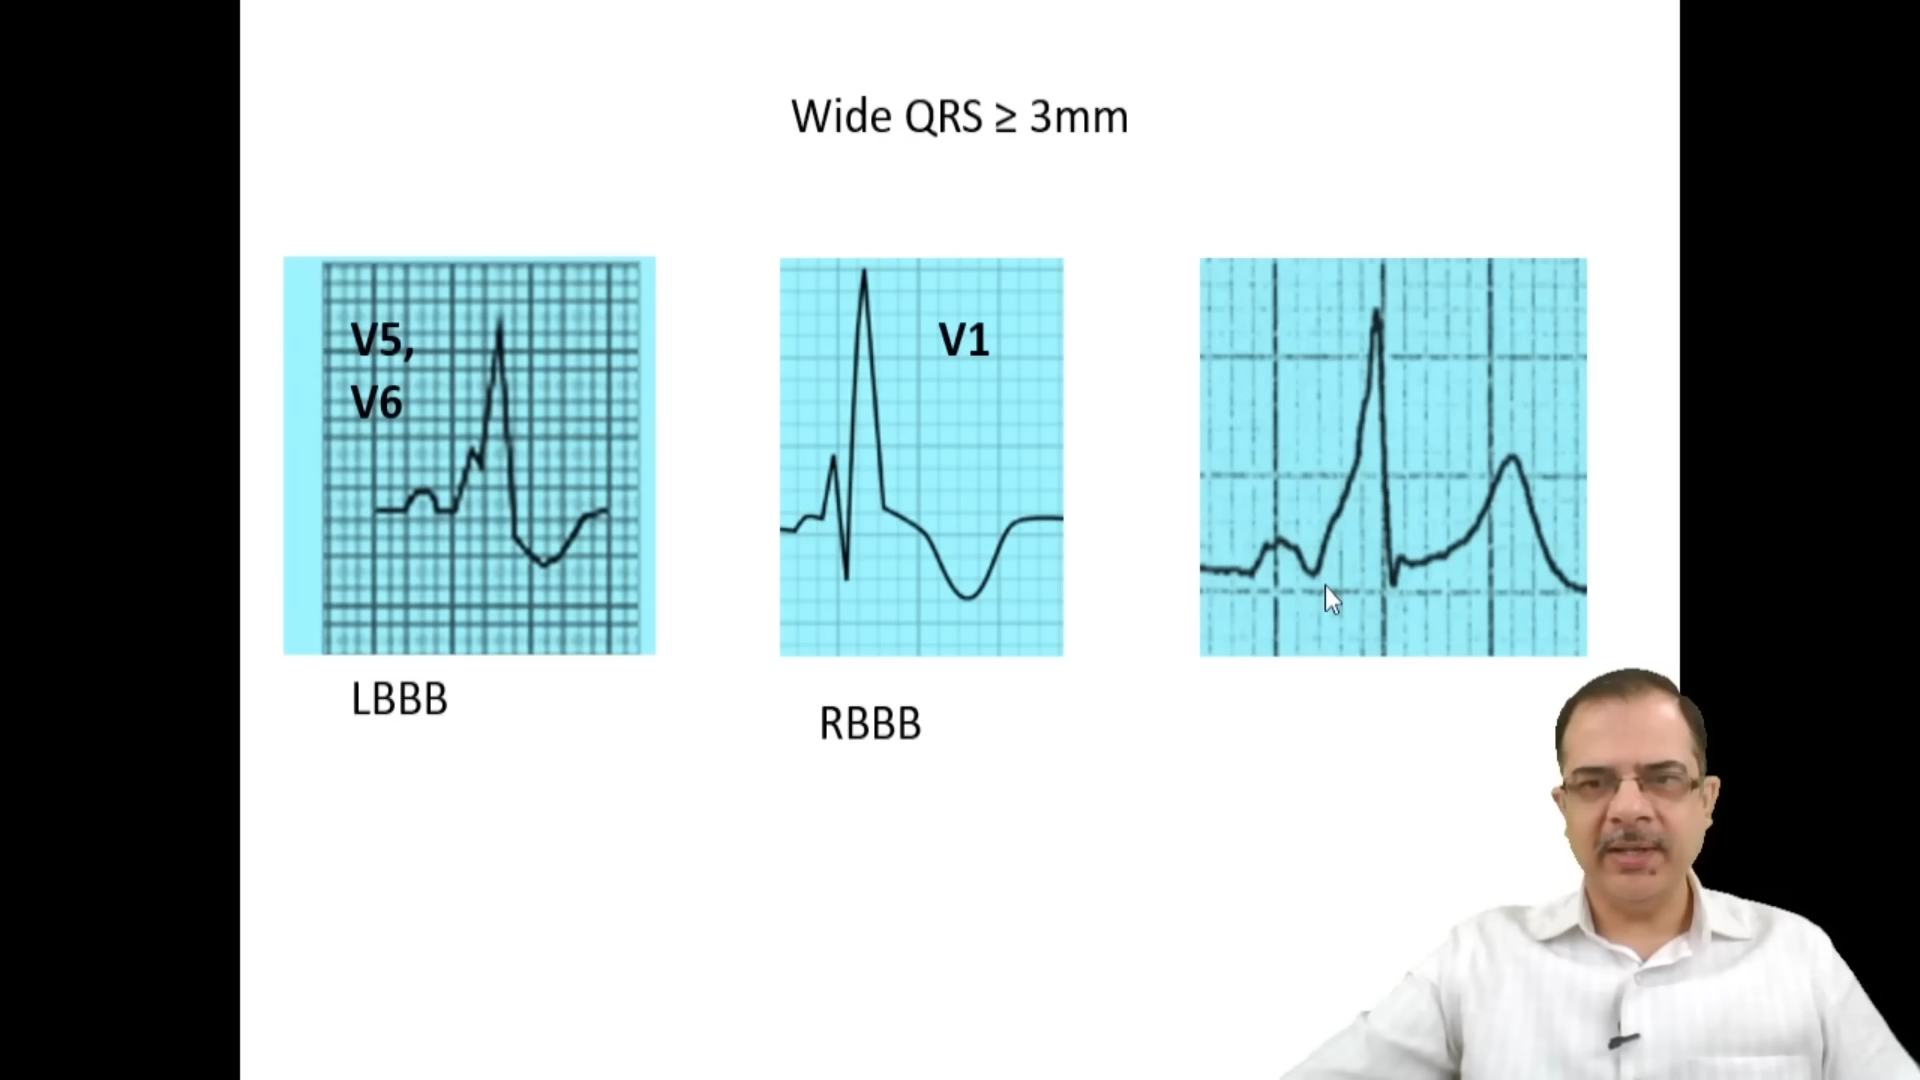 Wide QRS ≥ 3mm
V5,
V6
V1
LBBB
RBBB